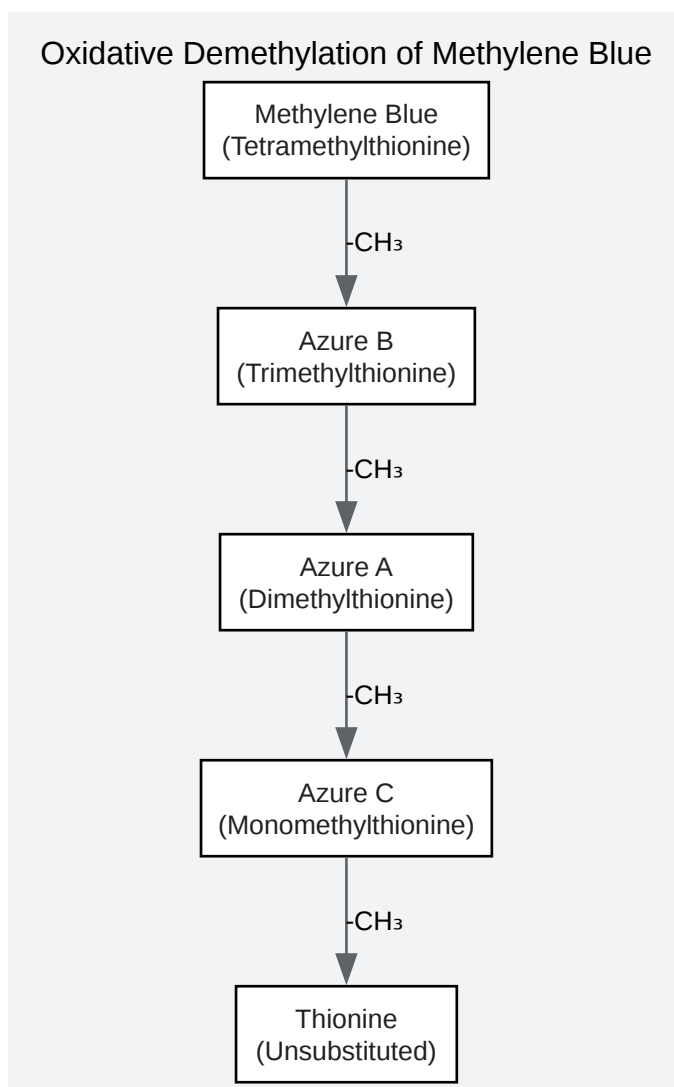 Oxidative Demethylation of Methylene Blue
Methylene Blue
(Tetramethylthionine)
-CH₃
Azure B
(Trimethylthionine)
-CH₃
Azure A
(Dimethylthionine)
-CH₃
Azure C
(Monomethylthionine)
-CH₃
Thionine
(Unsubstituted)